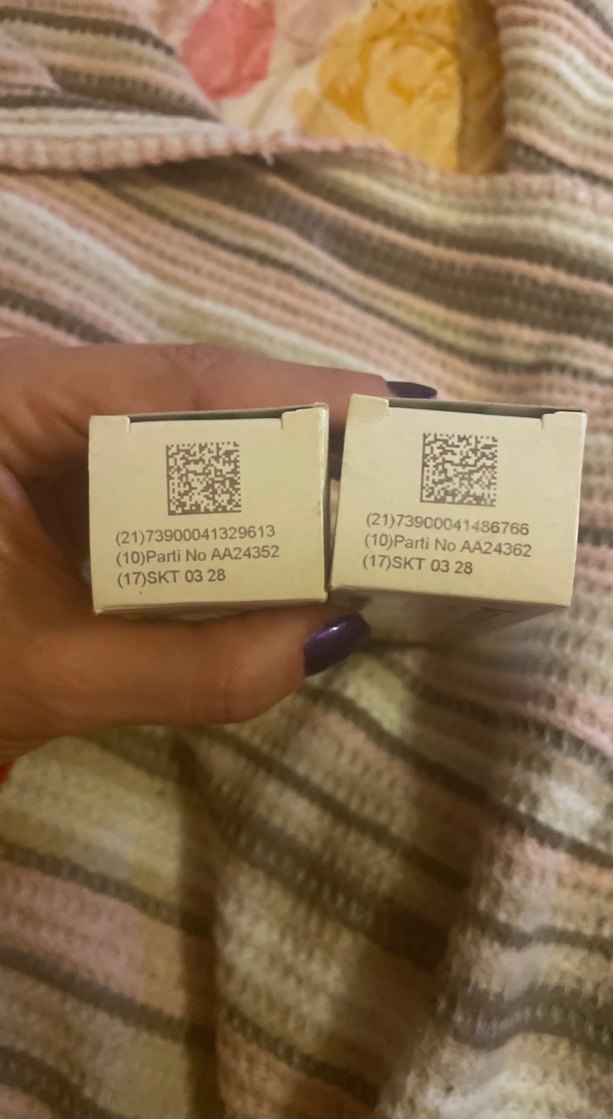 (21)73900041329613
(10)Parti No AA24352
(17)SKT 03 28
(21)73900041486766
(10)Parti No AA24362
(17)SKT 03 28